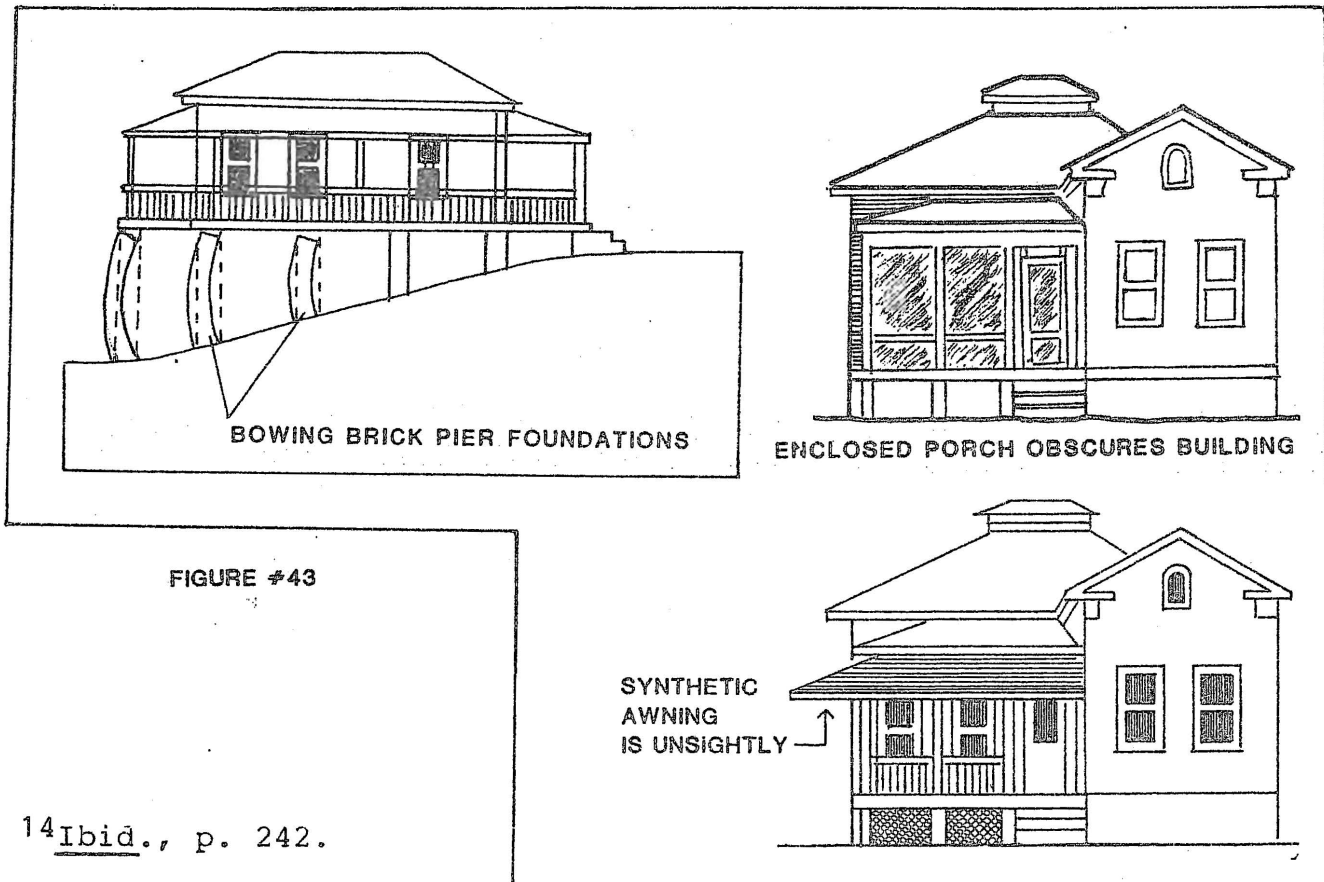 BOWING BRICK PIER FOUNDATIONS
ENCLOSED PORCH OBSCURES BUILDING
FIGURE #43
SYNTHETIC
AWNING
IS UNSIGHTLY
14Ibid., p. 242.